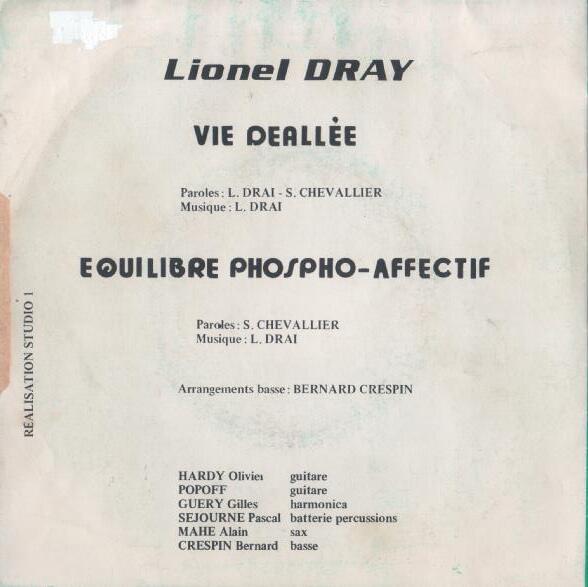 Lionel DRAY
VIE DEALLÉE
Paroles : L. DRAI - S. CHEVALLIER
Musique : L. DRAI
EQUILIBRE PHOSPHO-AFFECTIF
Paroles : S. CHEVALLIER
Musique : L. DRAI
Arrangements basse : BERNARD CRESPIN
REALISATION STUDIO 1
HARDY Olivier guitare
POPOFF guitare
GUERY Gilles harmonica
SEJOURNE Pascal batterie percussions
MAHE Alain sax
CRESPIN Bernard basse